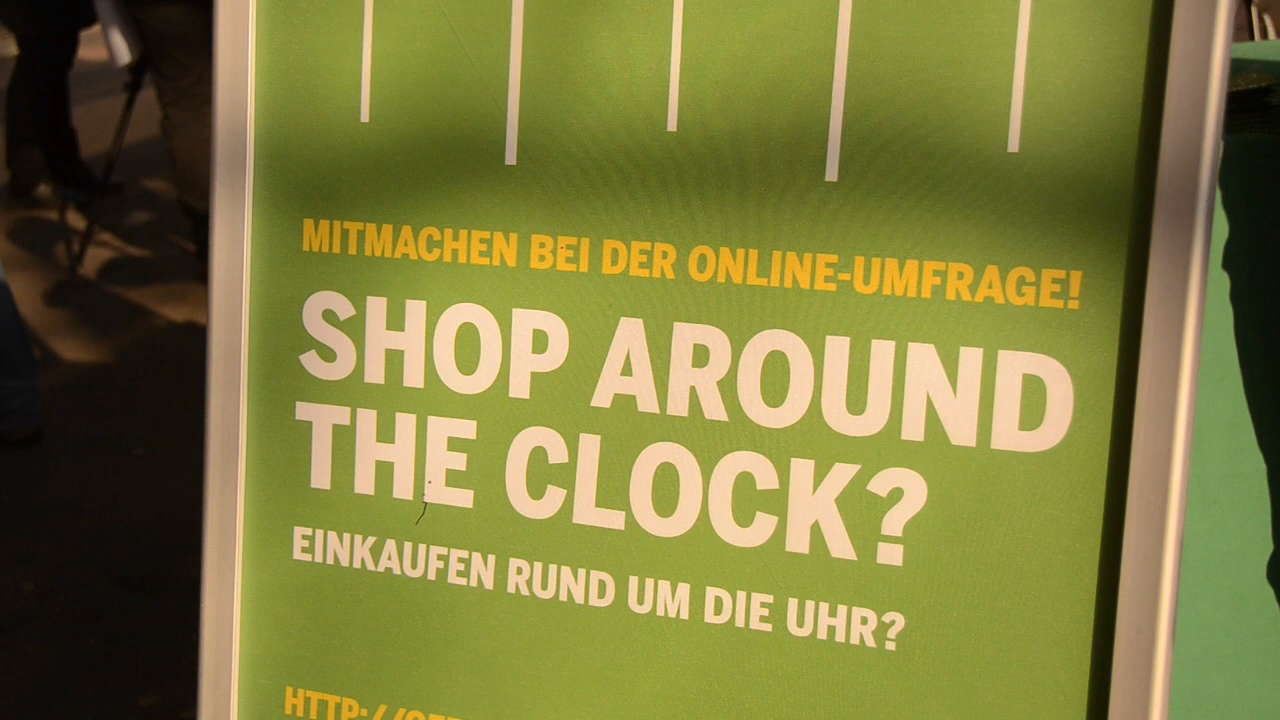 MITMACHEN BEI DER ONLINE-UMFRAGE!
SHOP AROUND
THE CLOCK?
EINKAUFEN RUND UM DIE UHR?